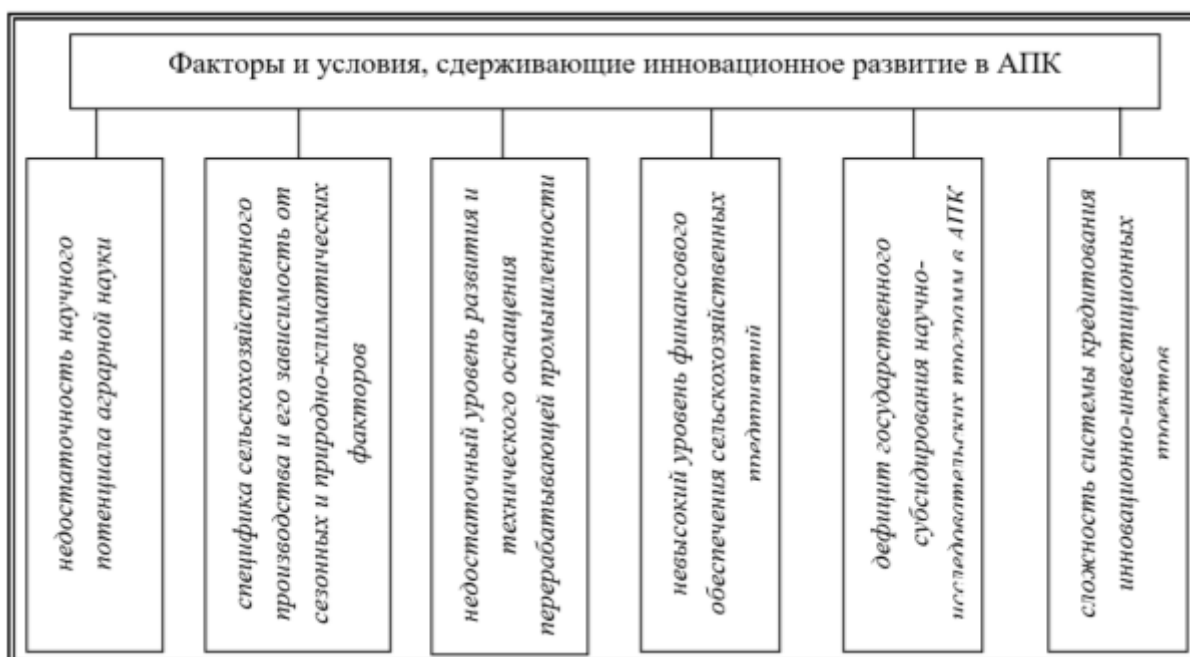 Факторы и условия, сдерживающие инновационное развитие в АПК
недостаточность научного
потенциала аграрной науки
специфика сельскохозяйственного
производства и его зависимость от
сезонных и природно-климатических
факторов
недостаточный уровень развития и
технического оснащения
перерабатывающей промышленности
невысокий уровень финансового
обеспечения сельскохозяйственных
предприятий
дефицит государственного
субсидирования научно-
исследовательских программ в АПК
сложность системы кредитования
инновационно-инвестиционных
проектов